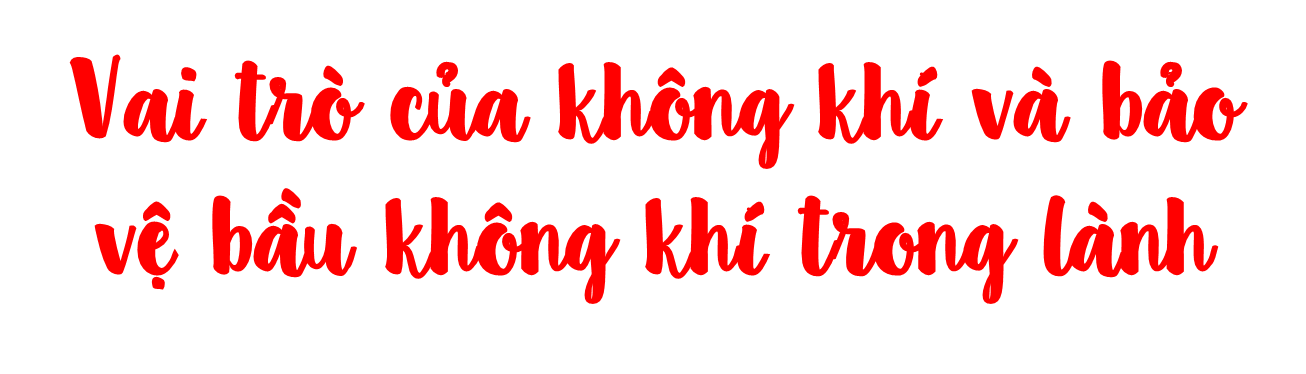 Vai trò của không khí và bảo
vệ bầu không khí trong lành